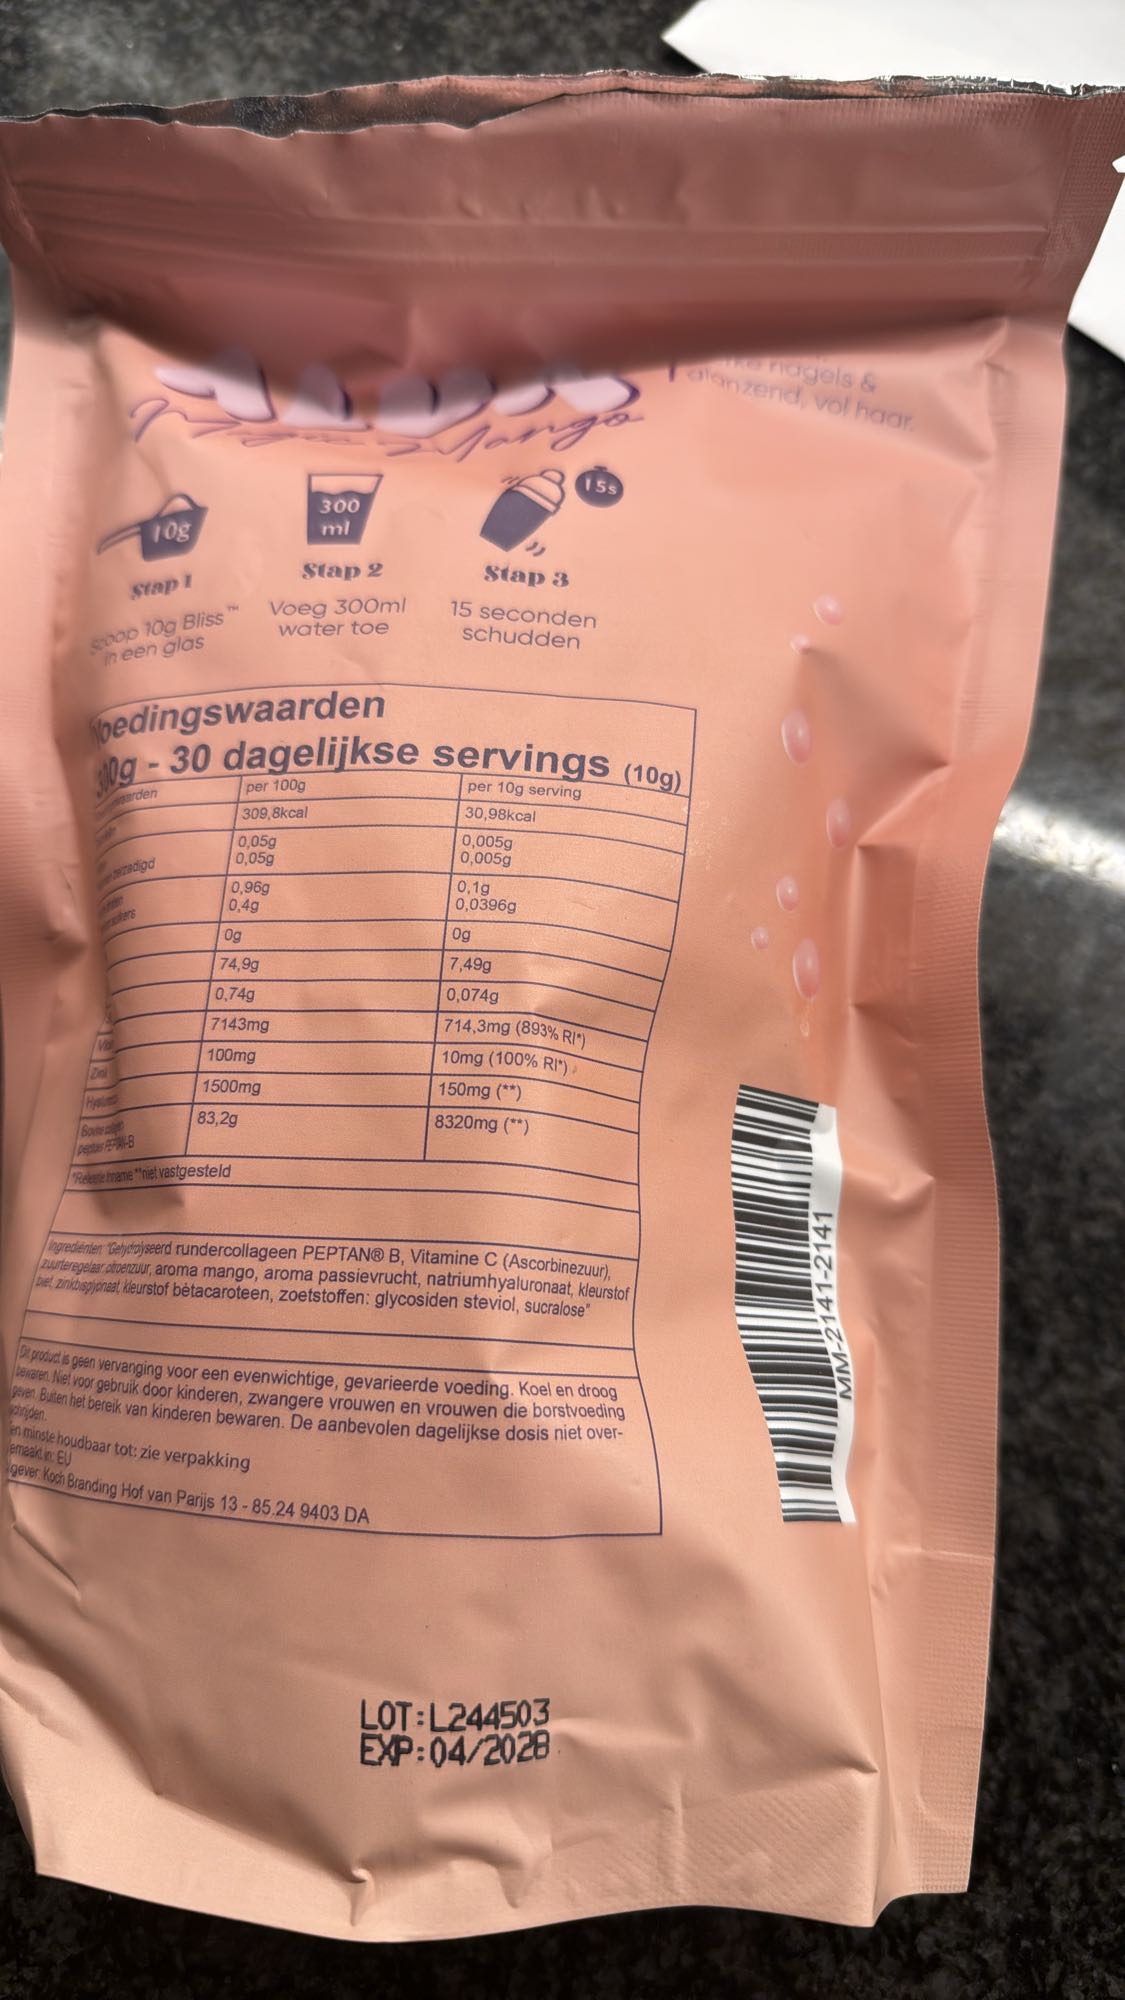 Mango
nagels &
glanzend, vol haar.
15s
10g
300
ml
Stap 1
Stap 2
Stap 3
Scoop 10g Bliss™
in een glas
Voeg 300ml
water toe
15 seconden
schudden
Voedingswaarden
- 30 dagelijkse servings (10g)
per 100g per 10g serving
309,8kcal 30,98kcal
0,05g 0,005g
0,05g 0,005g
0,96g 0,1g
0,4g 0,0396g
0g 0g
74,9g 7,49g
0,74g 0,074g
7143mg 714,3mg (893% RI*)
100mg 10mg (100% RI*)
1500mg 150mg (**)
83,2g 8320mg (**)
PEPTAN-B
**niet vastgesteld
Ingrediënten: "Gehydrolyseerd rundercollageen PEPTAN® B, Vitamine C (Ascorbinezuur),
zuurteregelaar: citroenzuur, aroma mango, aroma passievrucht, natriumhyaluronaat, kleurstof
biet, zinkbisglycinaat, kleurstof bètacaroteen, zoetstoffen: glycosiden steviol, sucralose"
Dit product is geen vervanging voor een evenwichtige, gevarieerde voeding. Koel en droog
bewaren. Niet voor gebruik door kinderen, zwangere vrouwen en vrouwen die borstvoeding
geven. Buiten het bereik van kinderen bewaren. De aanbevolen dagelijkse dosis niet over-
minste houdbaar tot: zie verpakking
in: EU
Koch Branding Hof van Parijs 13 - 85.24 9403 DA
MM-2141-2141
LOT:L244503
EXP:04/2028